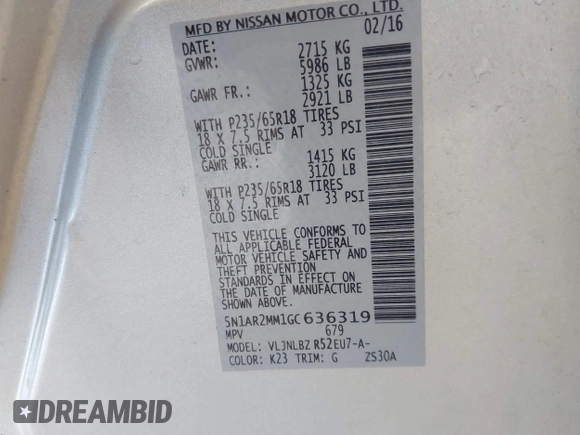 MFD BY NISSAN MOTOR CO., LTD.
DATE: 02/16
GVWR: 2715 KG
5986 LB
GAWR FR: 1325 KG
2921 LB
WITH P235/65R18 TIRES
18 X 7.5 RIMS AT 33 PSI
COLD SINGLE
GAWR RR: 1415 KG
3120 LB
WITH P235/65R18 TIRES
18 X 7.5 RIMS AT 33 PSI
COLD SINGLE
THIS VEHICLE CONFORMS TO
ALL APPLICABLE FEDERAL
MOTOR VEHICLE SAFETY AND
THEFT PREVENTION
STANDARDS IN EFFECT ON
THE DATE OF MANUFACTURE
SHOWN ABOVE.
5N1AR2MM1GC636319
MPV 679
MODEL: VLJNLBZ R52EU7-A-
COLOR: K23 TRIM: G ZS30A
DREAMBID